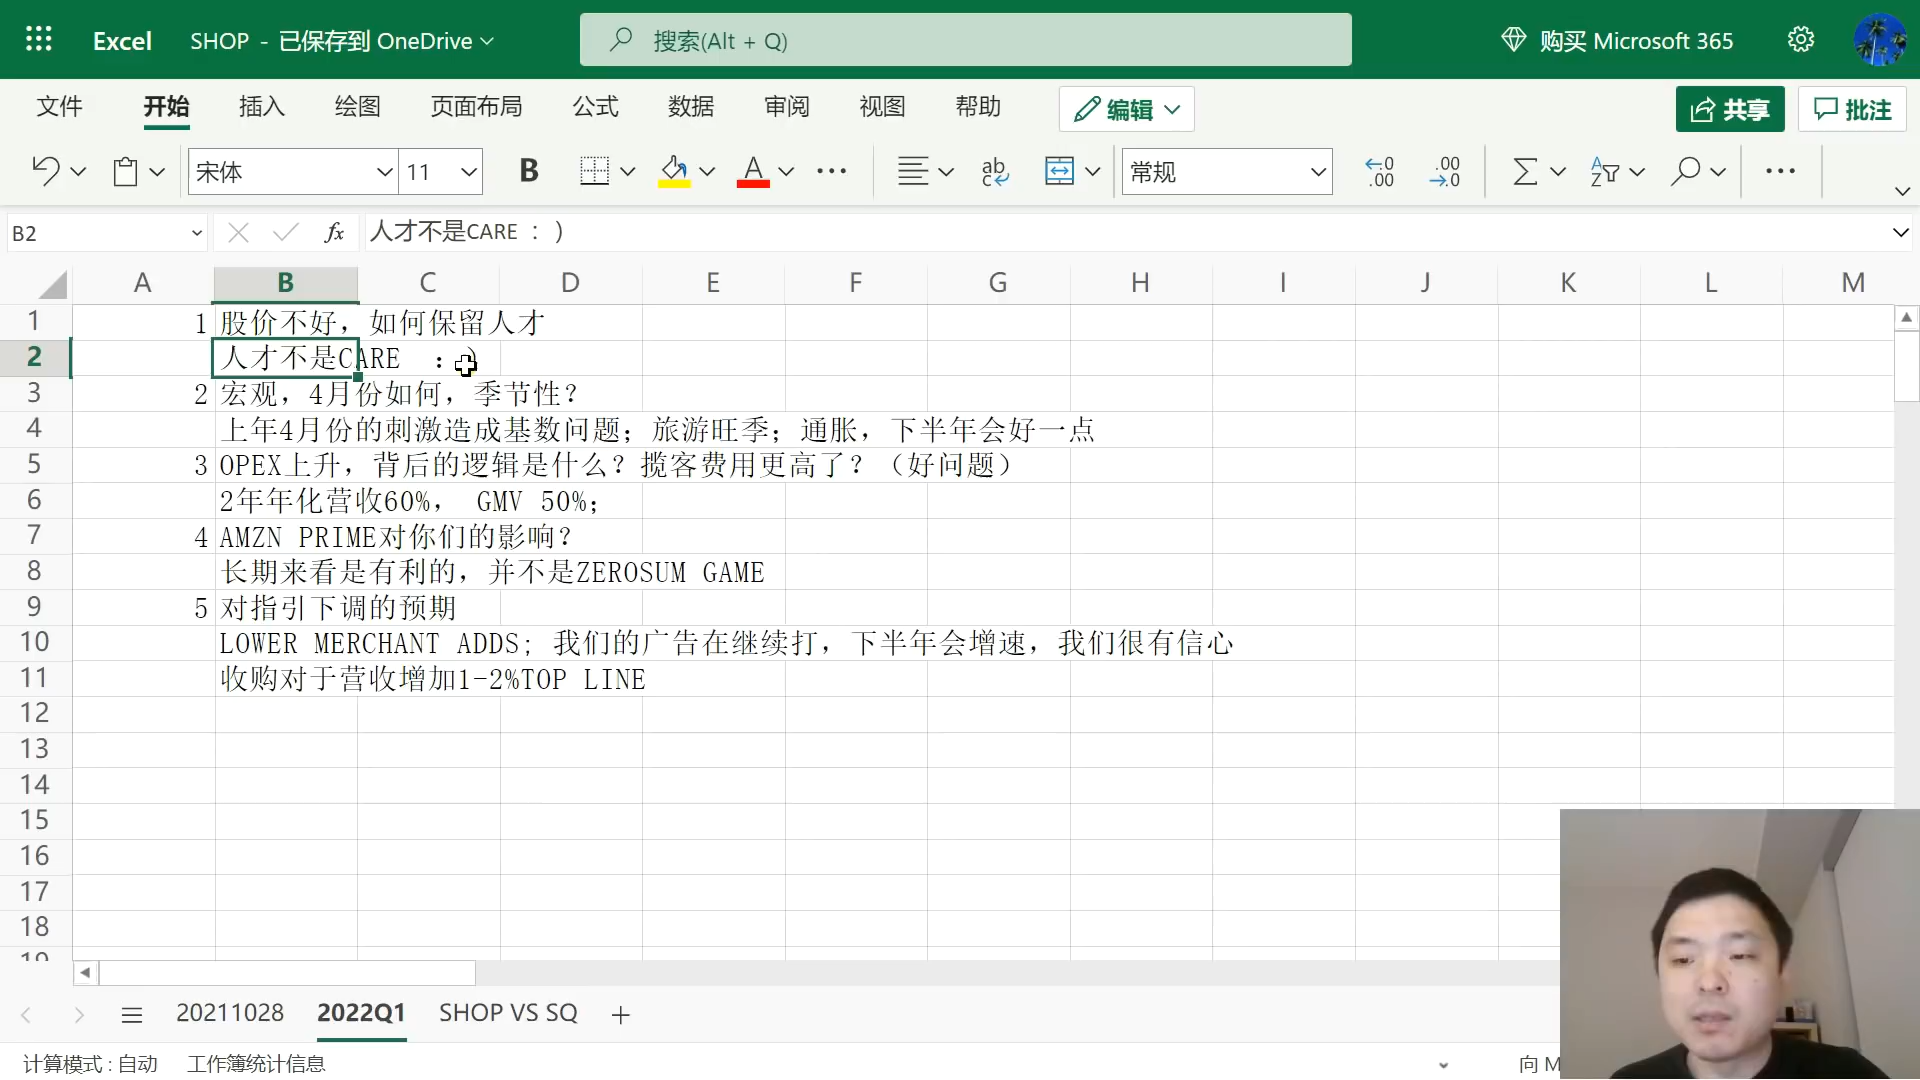 Excel SHOP - 已保存到 OneDrive 搜索(Alt + Q) 购买 Microsoft 365
文件 开始 插入 绘图 页面布局 公式 数据 审阅 视图 帮助 编辑 共享 批注
宋体 11 B A ab c .00 .00 常规
B2 fx 人才不是CARE : )
A B C D E F G H I J K L M
1 1 股价不好，如何保留人才
2 人才不是CARE :)
3 2 宏观，4月份如何，季节性？
4 上年4月份的刺激造成基数问题；旅游旺季；通胀，下半年会好一点
5 3 OPEX上升，背后的逻辑是什么？揽客费用更高了？（好问题）
6 2年年化营收60%， GMV 50%；
7 4 AMZN PRIME对你们的影响？
8 长期来看是有利的，并不是ZEROSUM GAME
9 5 对指引下调的预期
10 LOWER MERCHANT ADDS; 我们的广告在继续打，下半年会增速，我们很有信心
11 收购对于营收增加1-2%TOP LINE
12
13
14
15
16
17
18
19
20211028 2022Q1 SHOP VS SQ
计算模式 : 自动 工作簿统计信息 向 M